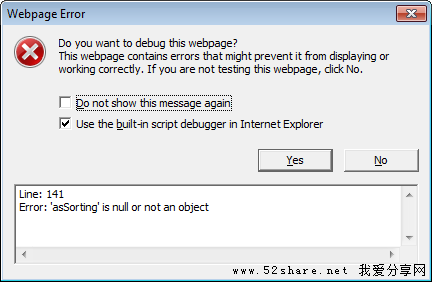 Webpage Error
Do you want to debug this webpage?
This webpage contains errors that might prevent it from displaying or
working correctly. If you are not testing this webpage, click No.
Do not show this message again
Use the built-in script debugger in Internet Explorer
Yes
No
Line: 141
Error: 'asSorting' is null or not an object
www.52share.net 我爱分享网